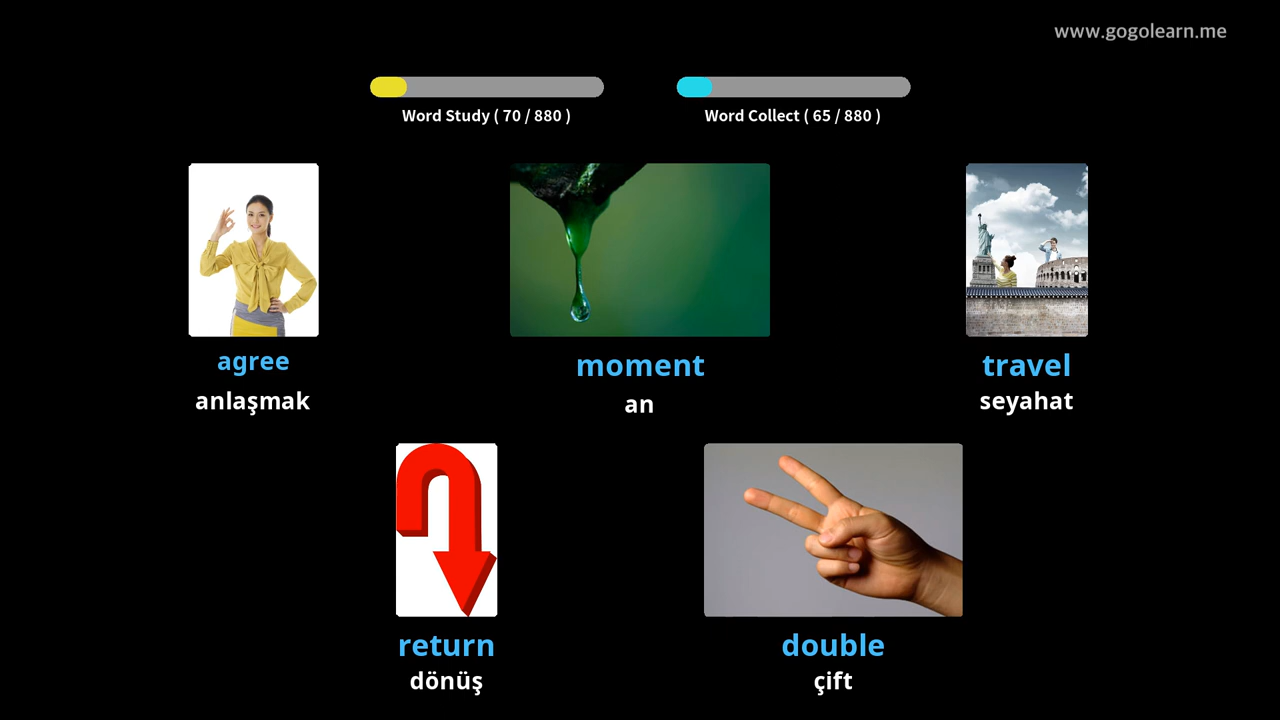 www.gogolearn.me
Word Study ( 70 / 880 )
Word Collect ( 65 / 880 )
agree
anlaşmak
moment
an
travel
seyahat
return
dönüş
double
çift